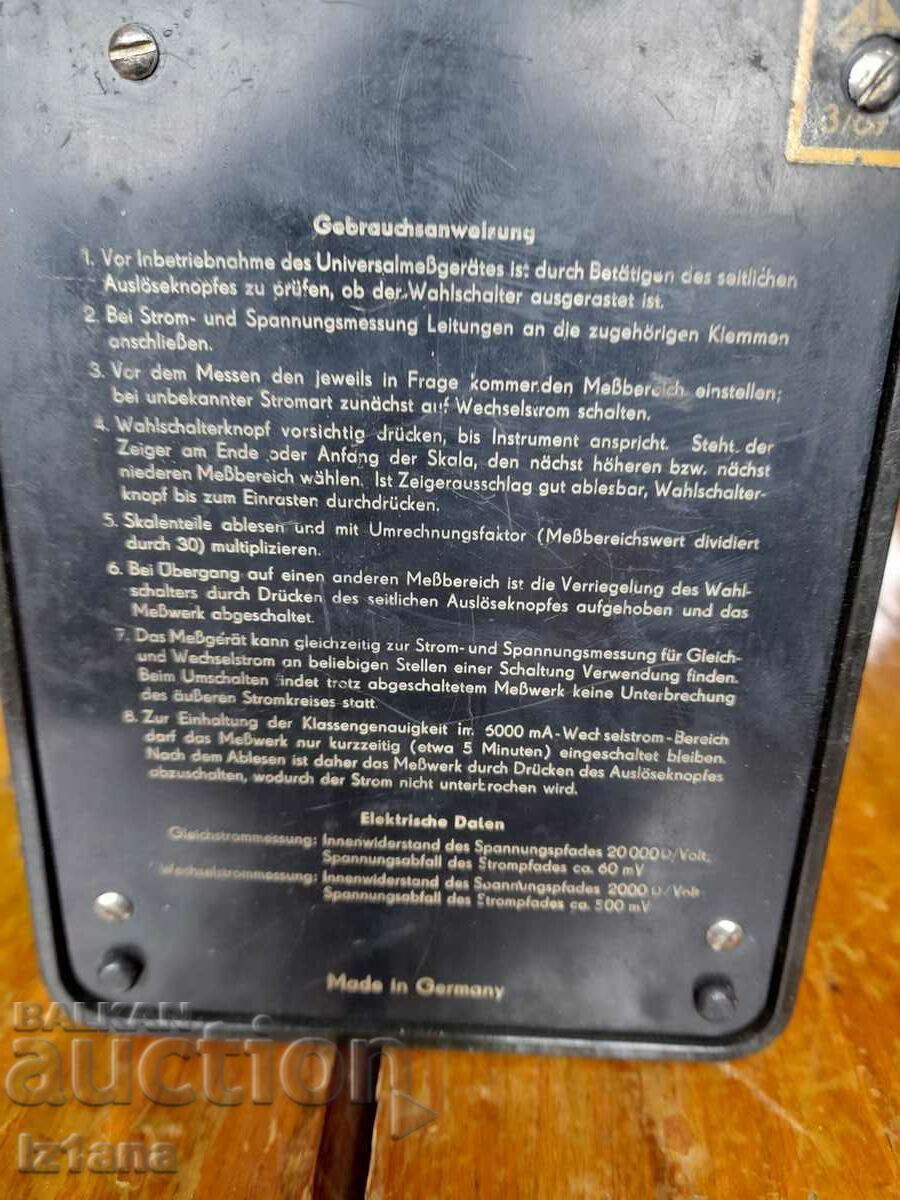 Gebrauchsanweisung
1. Vor Inbetriebnahme des Universalmeßgerätes ist durch Betätigen des seitlichen
Auslöseknopfes zu prüfen, ob der Wahlschalter ausgerastet ist.
2. Bei Strom- und Spannungsmessung Leitungen an die zugehörigen Klemmen
anschließen.
3. Vor dem Messen den jeweils in Frage kommenden Meßbereich einstellen;
bei unbekannter Stromart zunächst auf Wechselstrom schalten.
4. Wahlschalterknopf vorsichtig drücken, bis Instrument anspricht. Steht der
Zeiger am Ende oder Anfang der Skala, den nächst höheren bzw. nächst
niederen Meßbereich wählen. Ist Zeigerausschlag gut ablesbar, Wahlschalter-
knopf bis zum Einrasten durchdrücken.
5. Skalenteile ablesen und mit Umrechnungsfaktor (Meßbereichswert dividiert
durch 30) multiplizieren.
6. Bei Übergang auf einen anderen Meßbereich ist die Verriegelung des Wahl-
schalters durch Drücken des seitlichen Auslöseknopfes aufgehoben und das
Meßwerk abgeschaltet.
7. Das Meßgerät kann gleichzeitig zur Strom- und Spannungsmessung für Gleich-
und Wechselstrom an beliebigen Stellen einer Schaltung Verwendung finden.
Beim Umschalten findet trotz abgeschaltetem Meßwerk keine Unterbrechung
des äußeren Stromkreises statt.
8. Zur Einhaltung der Klassengenauigkeit im 6000 mA-Wechselstrom-Bereich
darf das Meßwerk nur kurzzeitig (etwa 5 Minuten) eingeschaltet bleiben.
Nach dem Ablesen ist daher das Meßwerk durch Drücken des Auslöseknopfes
abzuschalten, wodurch der Strom nicht unterbrochen wird.
Elektrische Daten
Gleichstrommessung: Innenwiderstand des Spannungspfades 20 000 Ω/Volt,
Spannungsabfall des Strompfades ca. 60 mV
Wechselstrommessung: Innenwiderstand des Spannungspfades 2000 Ω/Volt
Spannungsabfall des Strompfades ca. 500 mV
Made in Germany
BALKAN
auction
Iz1ana